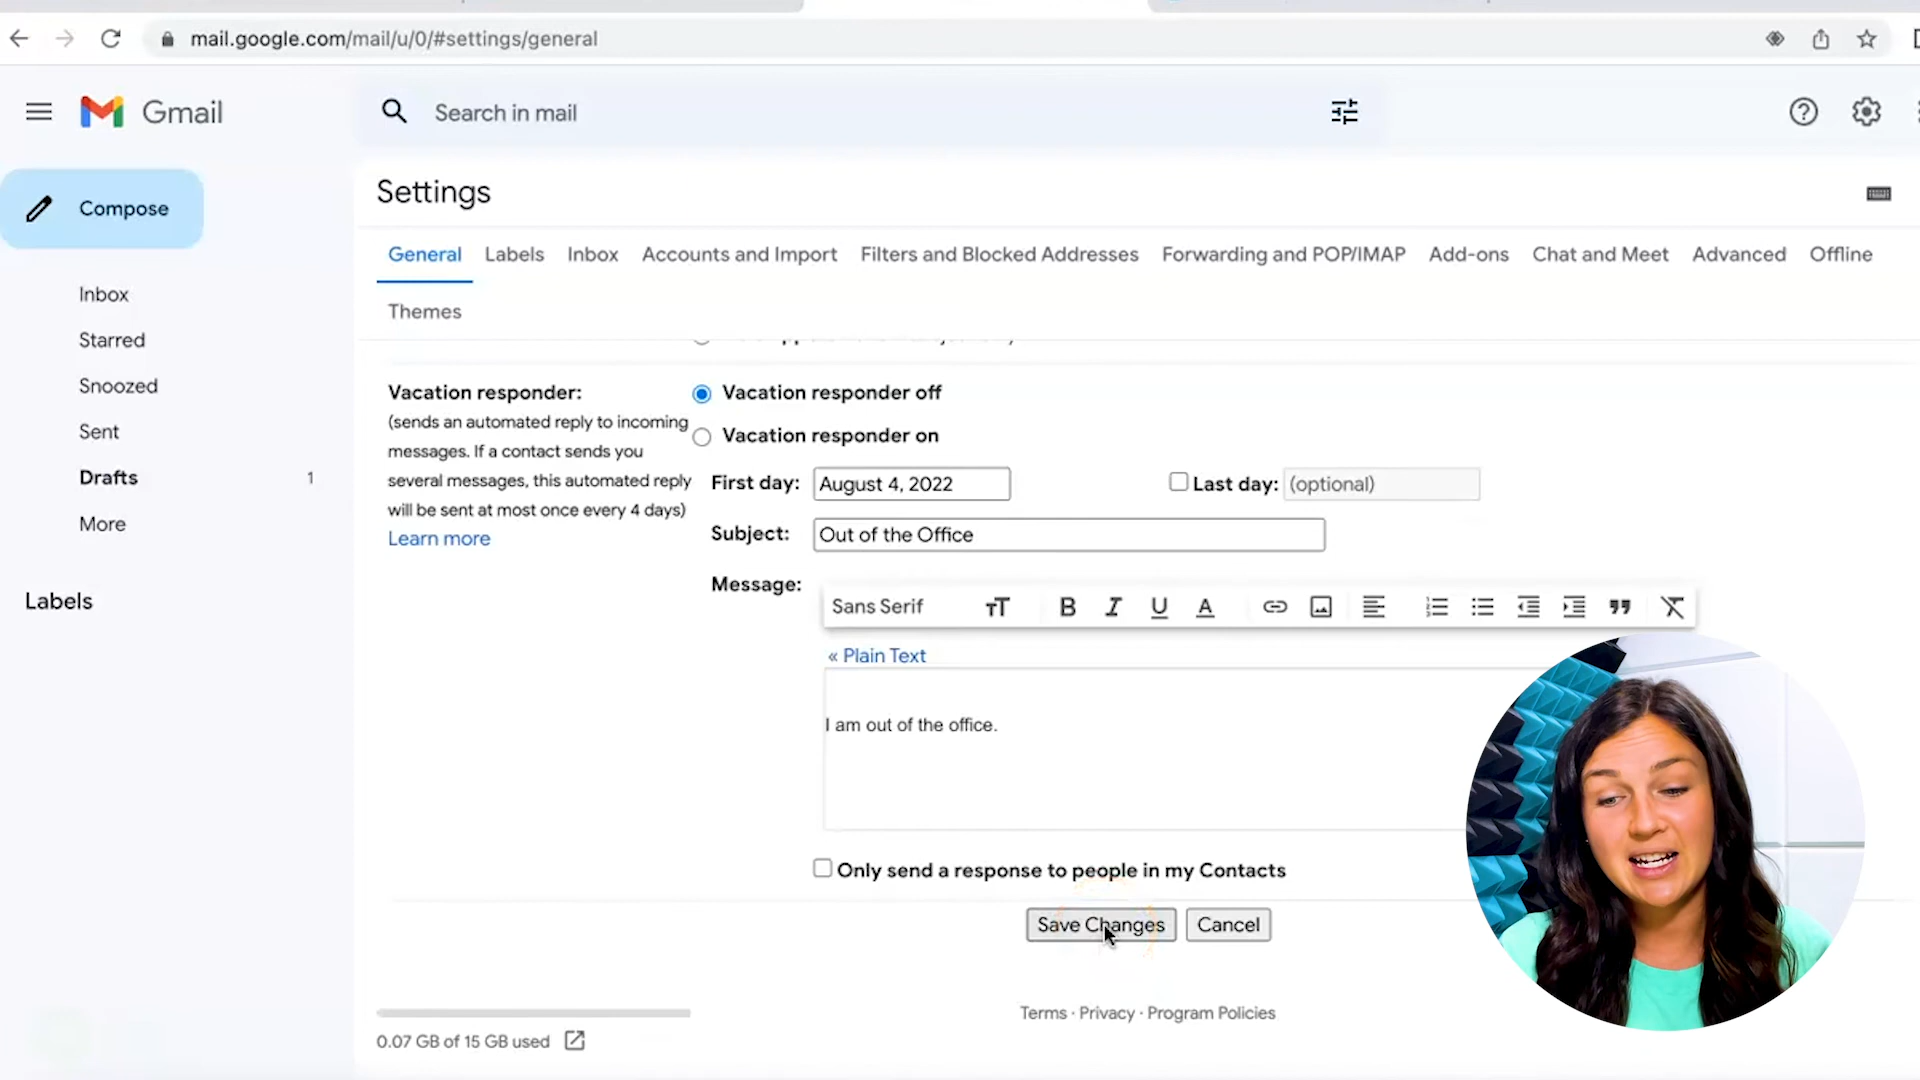 mail.google.com/mail/u/0/#settings/general
Gmail
Search in mail
Compose
Settings
General Labels Inbox Accounts and Import Filters and Blocked Addresses Forwarding and POP/IMAP Add-ons Chat and Meet Advanced Offline
Themes
Inbox
Starred
Snoozed
Sent
Drafts 1
More
Labels
Vacation responder:
(sends an automated reply to incoming
messages. If a contact sends you
several messages, this automated reply
will be sent at most once every 4 days)
Learn more
Vacation responder off
Vacation responder on
First day: August 4, 2022 Last day: (optional)
Subject: Out of the Office
Message:
Sans Serif
« Plain Text
I am out of the office.
Only send a response to people in my Contacts
Save Changes Cancel
Terms · Privacy · Program Policies
0.07 GB of 15 GB used